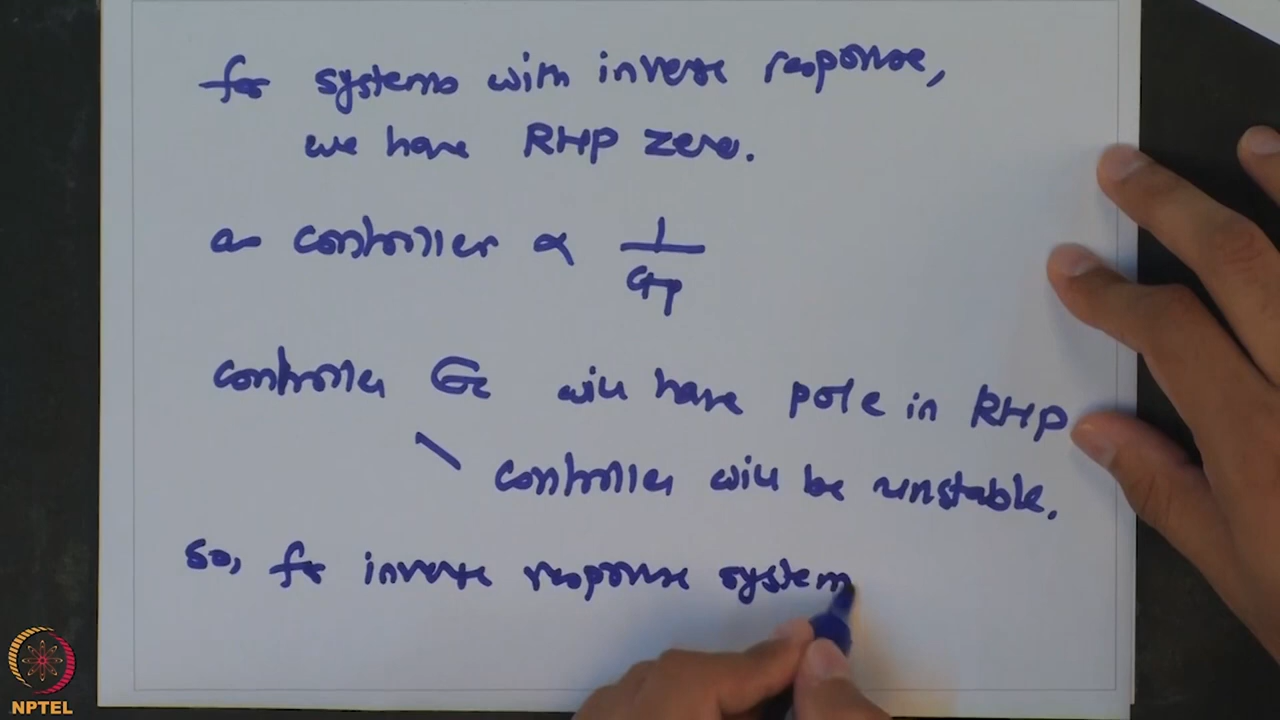 for systems with inverse response,
we have RHP zero.
as controller ∝ 1/Gp
controller Gc will have pole in RHP
controller will be unstable.
so, for inverse response system
NPTEL